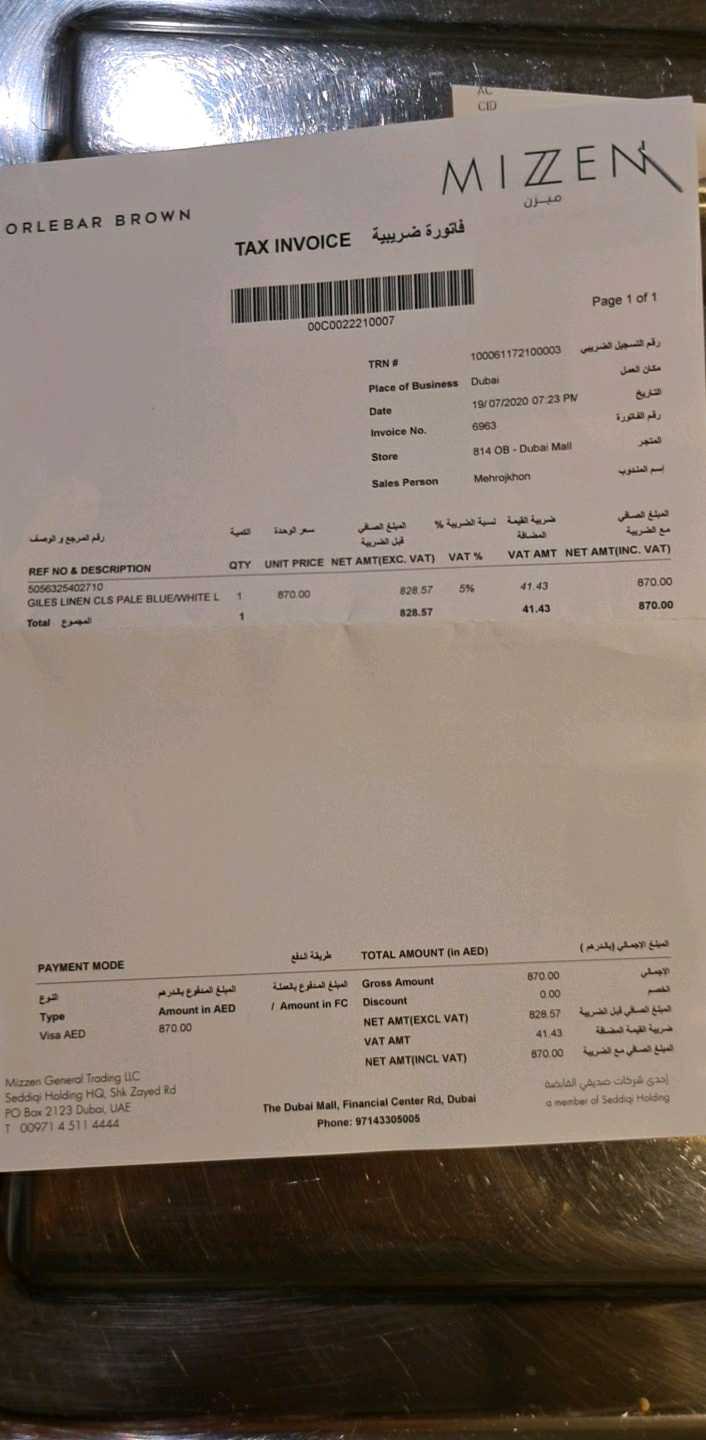 AC
CID
ORLEBAR BROWN
MIZZEN
ميزن
TAX INVOICE فاتورة ضريبية
00C0022210007
Page 1 of 1
TRN # 100061172100003 رقم التسجيل الضريبي
Place of Business Dubai مكان العمل
Date 19/07/2020 07:23 PM التاريخ
Invoice No. 6963 رقم الفاتورة
Store 814 OB - Dubai Mall المتجر
Sales Person Mehrojkhon إسم المندوب
رقم المرجع و الوصف الكمية سعر الوحدة المبلغ الصافي قبل الضريبة نسبة الضريبة % ضريبة القيمة المضافة المبلغ الصافي مع الضريبة
REF NO & DESCRIPTION QTY UNIT PRICE NET AMT(EXC. VAT) VAT % VAT AMT NET AMT(INC. VAT)
5056325402710
GILES LINEN CLS PALE BLUE/WHITE L 1 870.00 828.57 5% 41.43 870.00
Total المجموع 1 828.57 41.43 870.00
PAYMENT MODE طريقة الدفع
النوع المبلغ المدفوع بالدرهم المبلغ المدفوع بالعملة
Type Amount in AED / Amount in FC
Visa AED 870.00
TOTAL AMOUNT (in AED) المبلغ الاجمالي (بالدرهم)
Gross Amount 870.00 الاجمالي
Discount 0.00 الخصم
NET AMT(EXCL VAT) 828.57 المبلغ الصافي قبل الضريبة
VAT AMT 41.43 ضريبة القيمة المضافة
NET AMT(INCL VAT) 870.00 المبلغ الصافي مع الضريبة
Mizzen General Trading LLC
Seddiqi Holding HQ, Shk Zayed Rd
PO Box 2123 Dubai, UAE
T 00971 4 511 4444
The Dubai Mall, Financial Center Rd, Dubai
Phone: 97143305005
إحدى شركات صديقي القابضة
a member of Seddiqi Holding